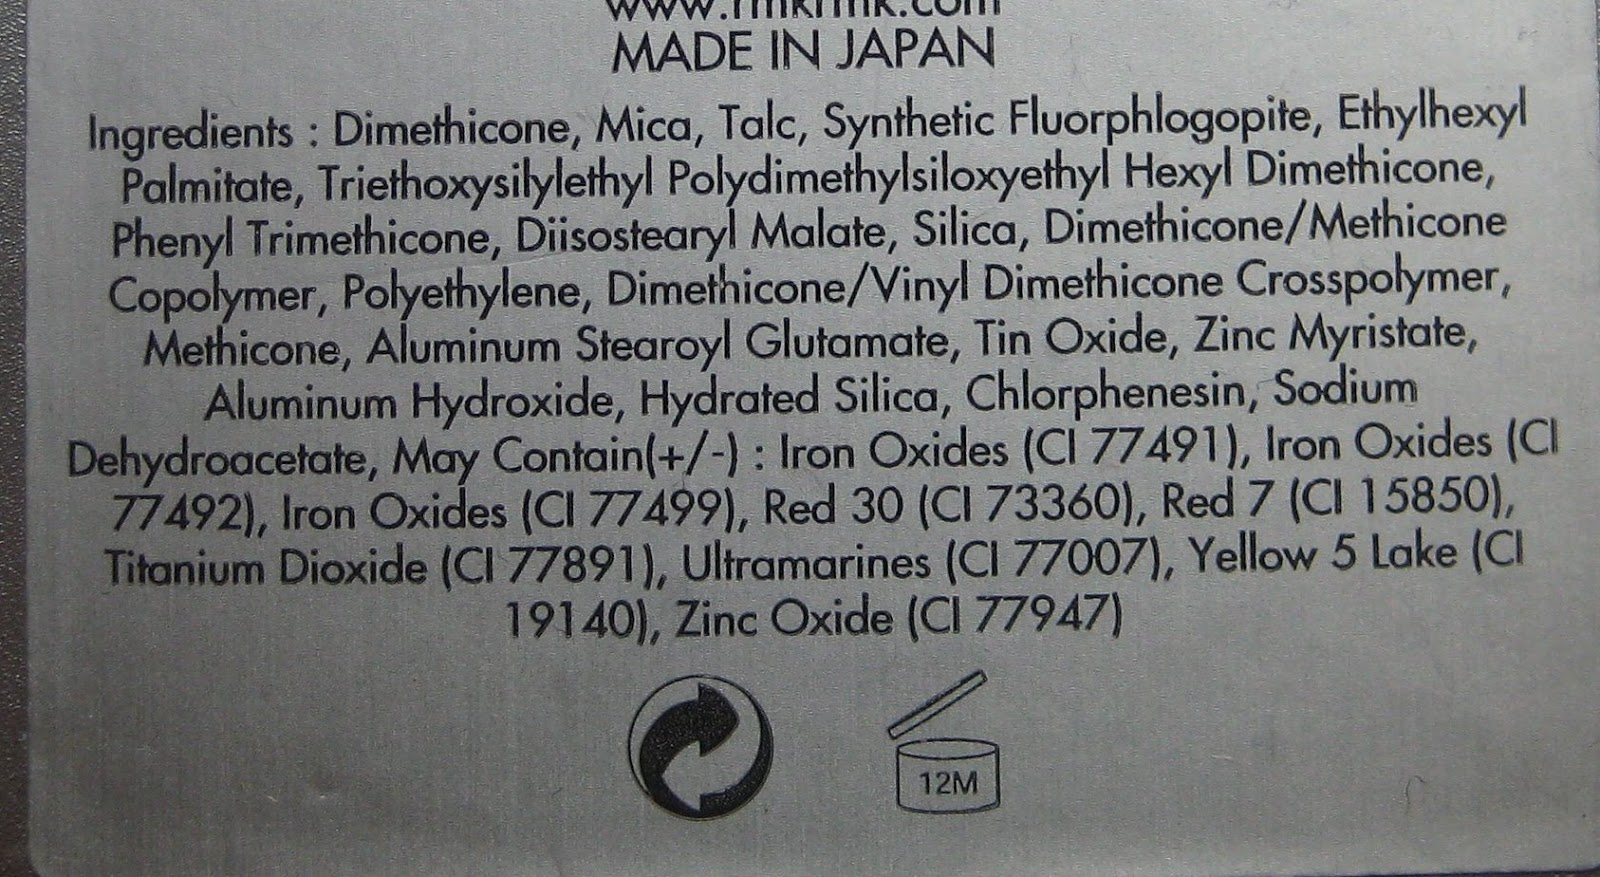 www.rmkrmk.com
MADE IN JAPAN
Ingredients : Dimethicone, Mica, Talc, Synthetic Fluorphlogopite, Ethylhexyl
Palmitate, Triethoxysilylethyl Polydimethylsiloxyethyl Hexyl Dimethicone,
Phenyl Trimethicone, Diisostearyl Malate, Silica, Dimethicone/Methicone
Copolymer, Polyethylene, Dimethicone/Vinyl Dimethicone Crosspolymer,
Methicone, Aluminum Stearoyl Glutamate, Tin Oxide, Zinc Myristate,
Aluminum Hydroxide, Hydrated Silica, Chlorphenesin, Sodium
Dehydroacetate, May Contain(+/-) : Iron Oxides (CI 77491), Iron Oxides (CI
77492), Iron Oxides (CI 77499), Red 30 (CI 73360), Red 7 (CI 15850),
Titanium Dioxide (CI 77891), Ultramarines (CI 77007), Yellow 5 Lake (CI
19140), Zinc Oxide (CI 77947)
12M